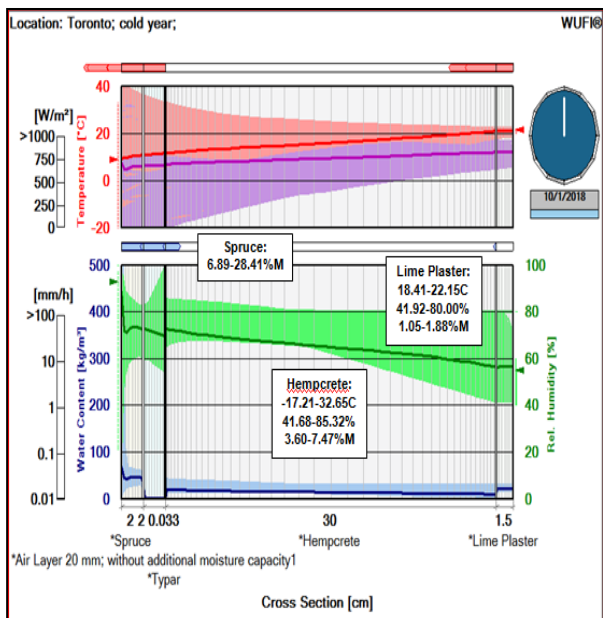 Location: Toronto; cold year;
WUFI®
[W/m²]
>1000
750
500
250
0
Temperature [°C]
40
20
0
-20
10/1/2018
[mm/h]
>100
10
1
0.1
0.01
Water Content [kg/m³]
500
400
300
200
100
0
Spruce:
6.89-28.41%M
Lime Plaster:
18.41-22.15C
41.92-80.00%
1.05-1.88%M
Hempcrete:
-17.21-32.65C
41.68-85.32%
3.60-7.47%M
100
80
60
40
20
0
Rel. Humidity [%]
2 2 0.033 30 1.5
*Spruce *Hempcrete *Lime Plaster
*Air Layer 20 mm; without additional moisture capacity1
*Typar
Cross Section [cm]